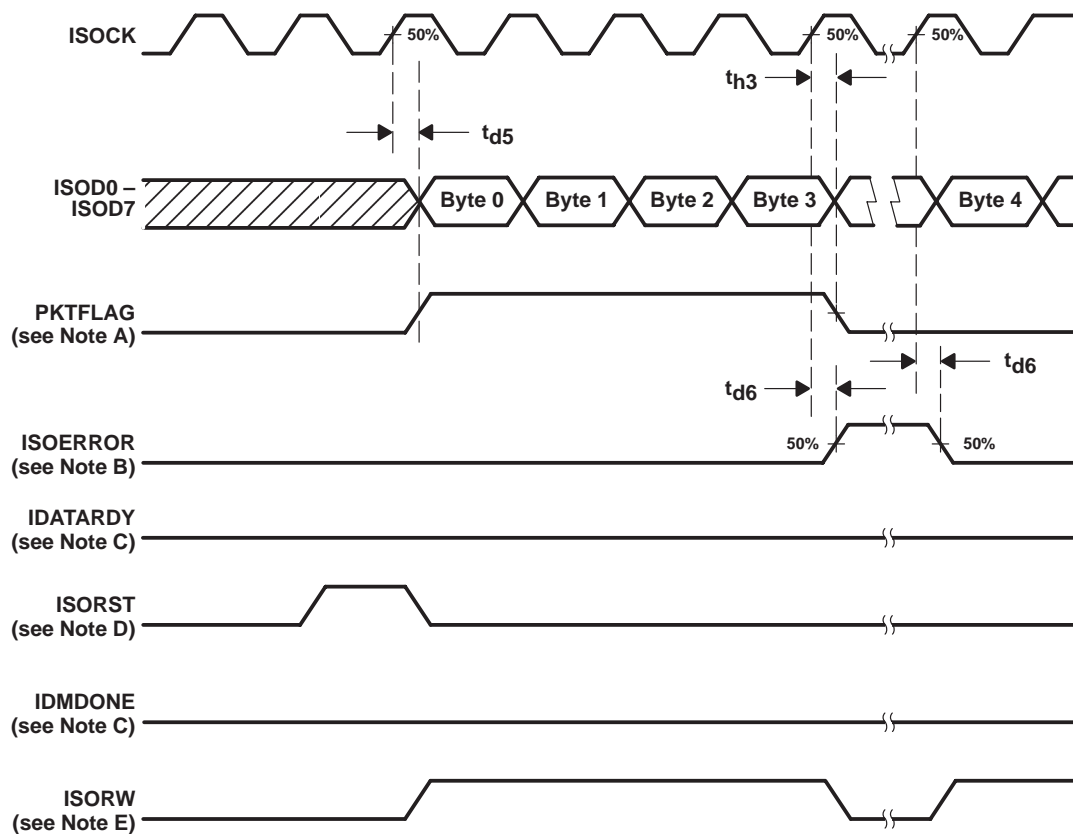 ISOCK
50%
50%
50%
th3
td5
ISOD0 –
ISOD7
Byte 0
Byte 1
Byte 2
Byte 3
Byte 4
PKTFLAG
(see Note A)
td6
td6
ISOERROR
(see Note B)
50%
50%
IDATARDY
(see Note C)
ISORST
(see Note D)
IDMDONE
(see Note C)
ISORW
(see Note E)